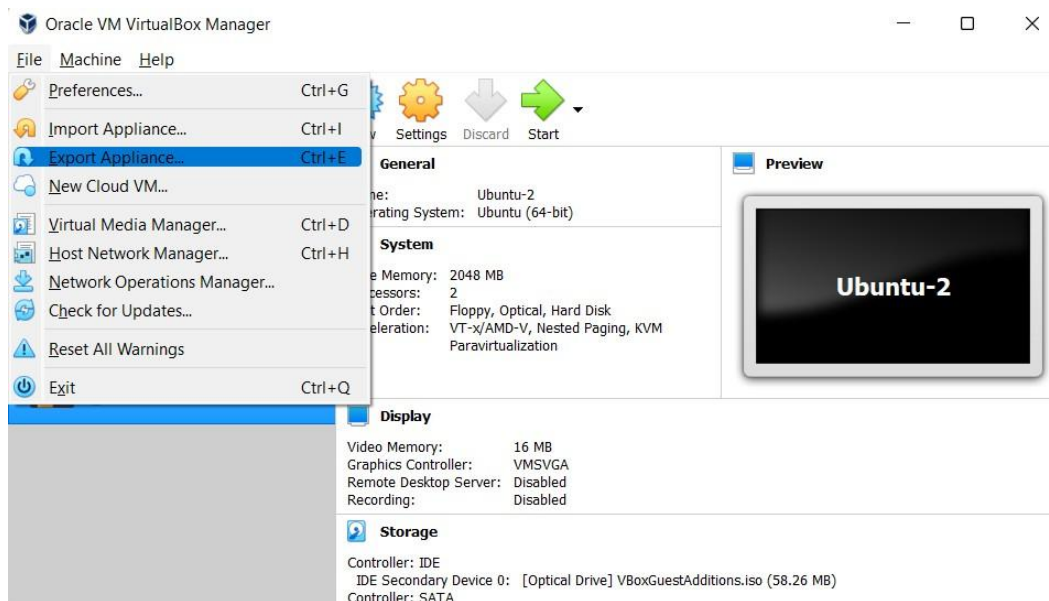 Oracle VM VirtualBox Manager
File Machine Help
Preferences... Ctrl+G
Import Appliance... Ctrl+I
Export Appliance... Ctrl+E
New Cloud VM...
Virtual Media Manager... Ctrl+D
Host Network Manager... Ctrl+H
Network Operations Manager...
Check for Updates...
Reset All Warnings
Exit Ctrl+Q
Settings Discard Start
General
Ubuntu-2
System: Ubuntu (64-bit)
System
Memory: 2048 MB
2
Order: Floppy, Optical, Hard Disk
VT-x/AMD-V, Nested Paging, KVM
Paravirtualization
Preview
Ubuntu-2
Display
Video Memory: 16 MB
Graphics Controller: VMSVGA
Remote Desktop Server: Disabled
Recording: Disabled
Storage
Controller: IDE
IDE Secondary Device 0: [Optical Drive] VBoxGuestAdditions.iso (58.26 MB)
Controller: SATA